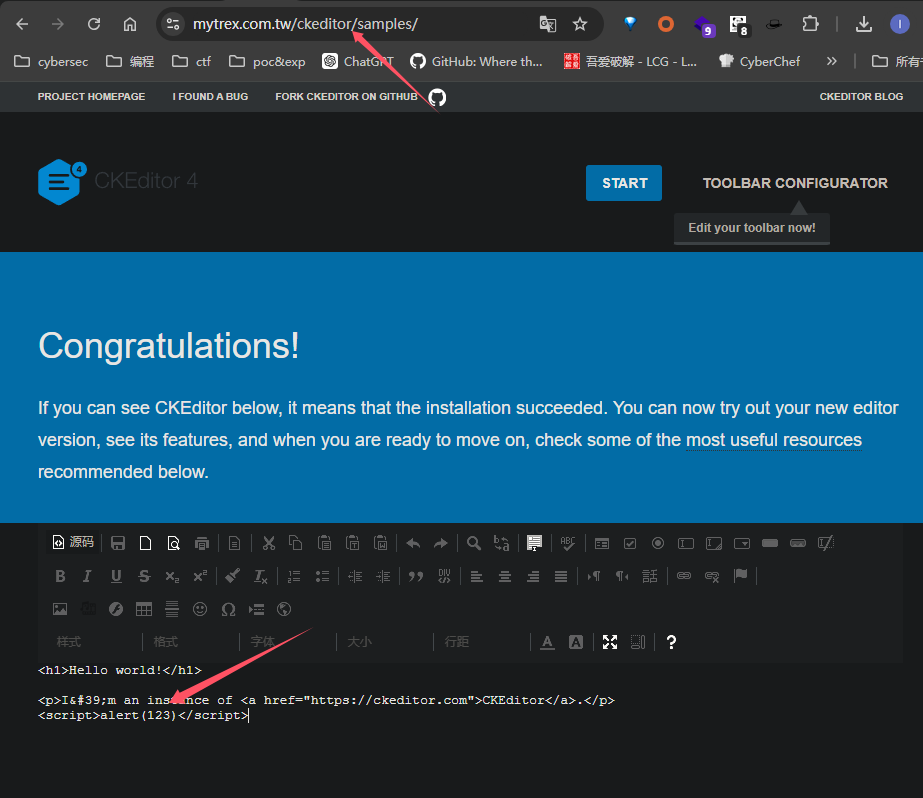 mytrex.com.tw/ckeditor/samples/
9
8
I
cybersec 编程 ctf poc&exp ChatGPT GitHub: Where th... 吾爱破解 - LCG - L... CyberChef » 所有
PROJECT HOMEPAGE I FOUND A BUG FORK CKEDITOR ON GITHUB CKEDITOR BLOG
4
CKEditor 4
START TOOLBAR CONFIGURATOR
Edit your toolbar now!
Congratulations!
If you can see CKEditor below, it means that the installation succeeded. You can now try out your new editor
version, see its features, and when you are ready to move on, check some of the most useful resources
recommended below.
源码
样式 格式 字体 大小 行距
<h1>Hello world!</h1>
<p>I&#39;m an instance of <a href="https://ckeditor.com">CKEditor</a>.</p>
<script>alert(123)</script>